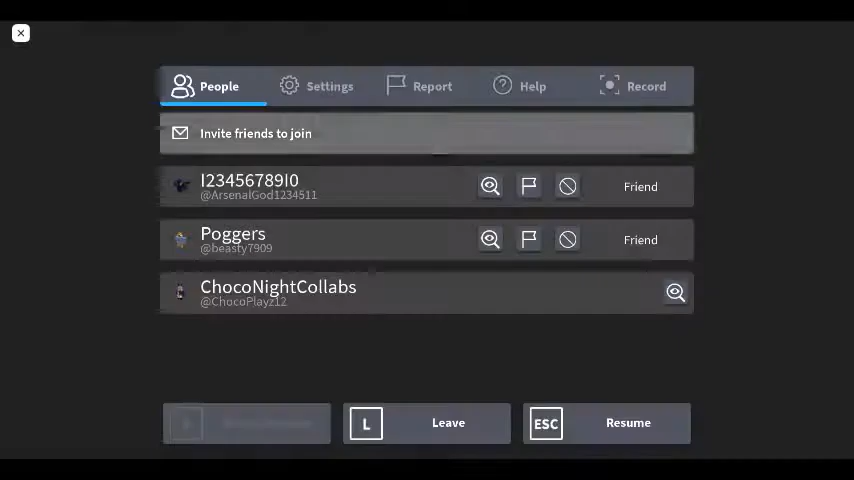 People
Settings
Report
Help
Record
Invite friends to join
I23456789I0
@ArsenalGod1234511
Friend
Poggers
@beasty7909
Friend
ChocoNightCollabs
@ChocoPlayz12
L
Leave
ESC
Resume